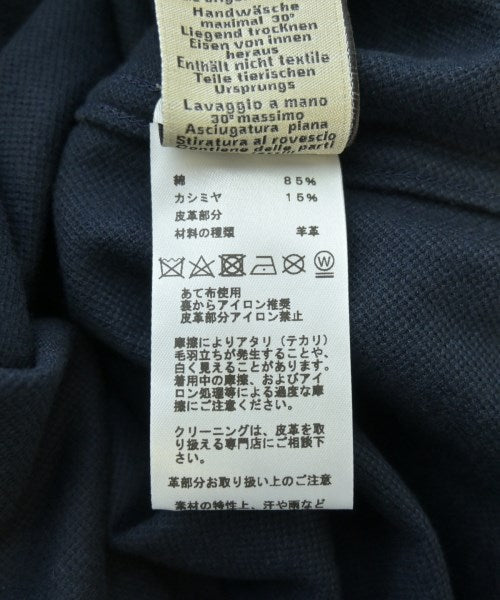 Handwäsche
maximal 30°
Liegend trocknen
Eisen von innen
heraus
Enthält nicht textile
Teile tierischen
Ursprungs
Lavaggio a mano
30° massimo
Asciugatura piana
Stiratura al rovescio
Contiene delle parti
綿 85%
カシミヤ 15%
皮革部分
材料の種類 羊革
W
あて布使用
裏からアイロン推奨
皮革部分アイロン禁止
摩擦によりアタリ（テカリ）
毛羽立ちが発生することや、
白く見えることがあります。
着用中の摩擦、およびアイ
ロン処理等による過度な摩
擦にご注意ください。
クリーニングは、皮革を取
り扱える専門店にご相談下
さい。
革部分お取り扱い上のご注意
素材の特性上、汗や雨など